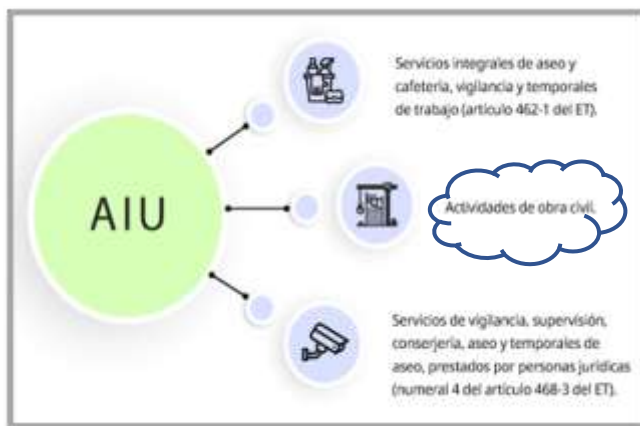 AIU
Servicios integrales de aseo y
cafetería, vigilancia y temporales
de trabajo (artículo 462-1 del ET).
Actividades de obra civil.
Servicios de vigilancia, supervisión,
conserjería, aseo y temporales de
aseo, prestados por personas jurídicas
(numeral 4 del artículo 468-3 del ET).